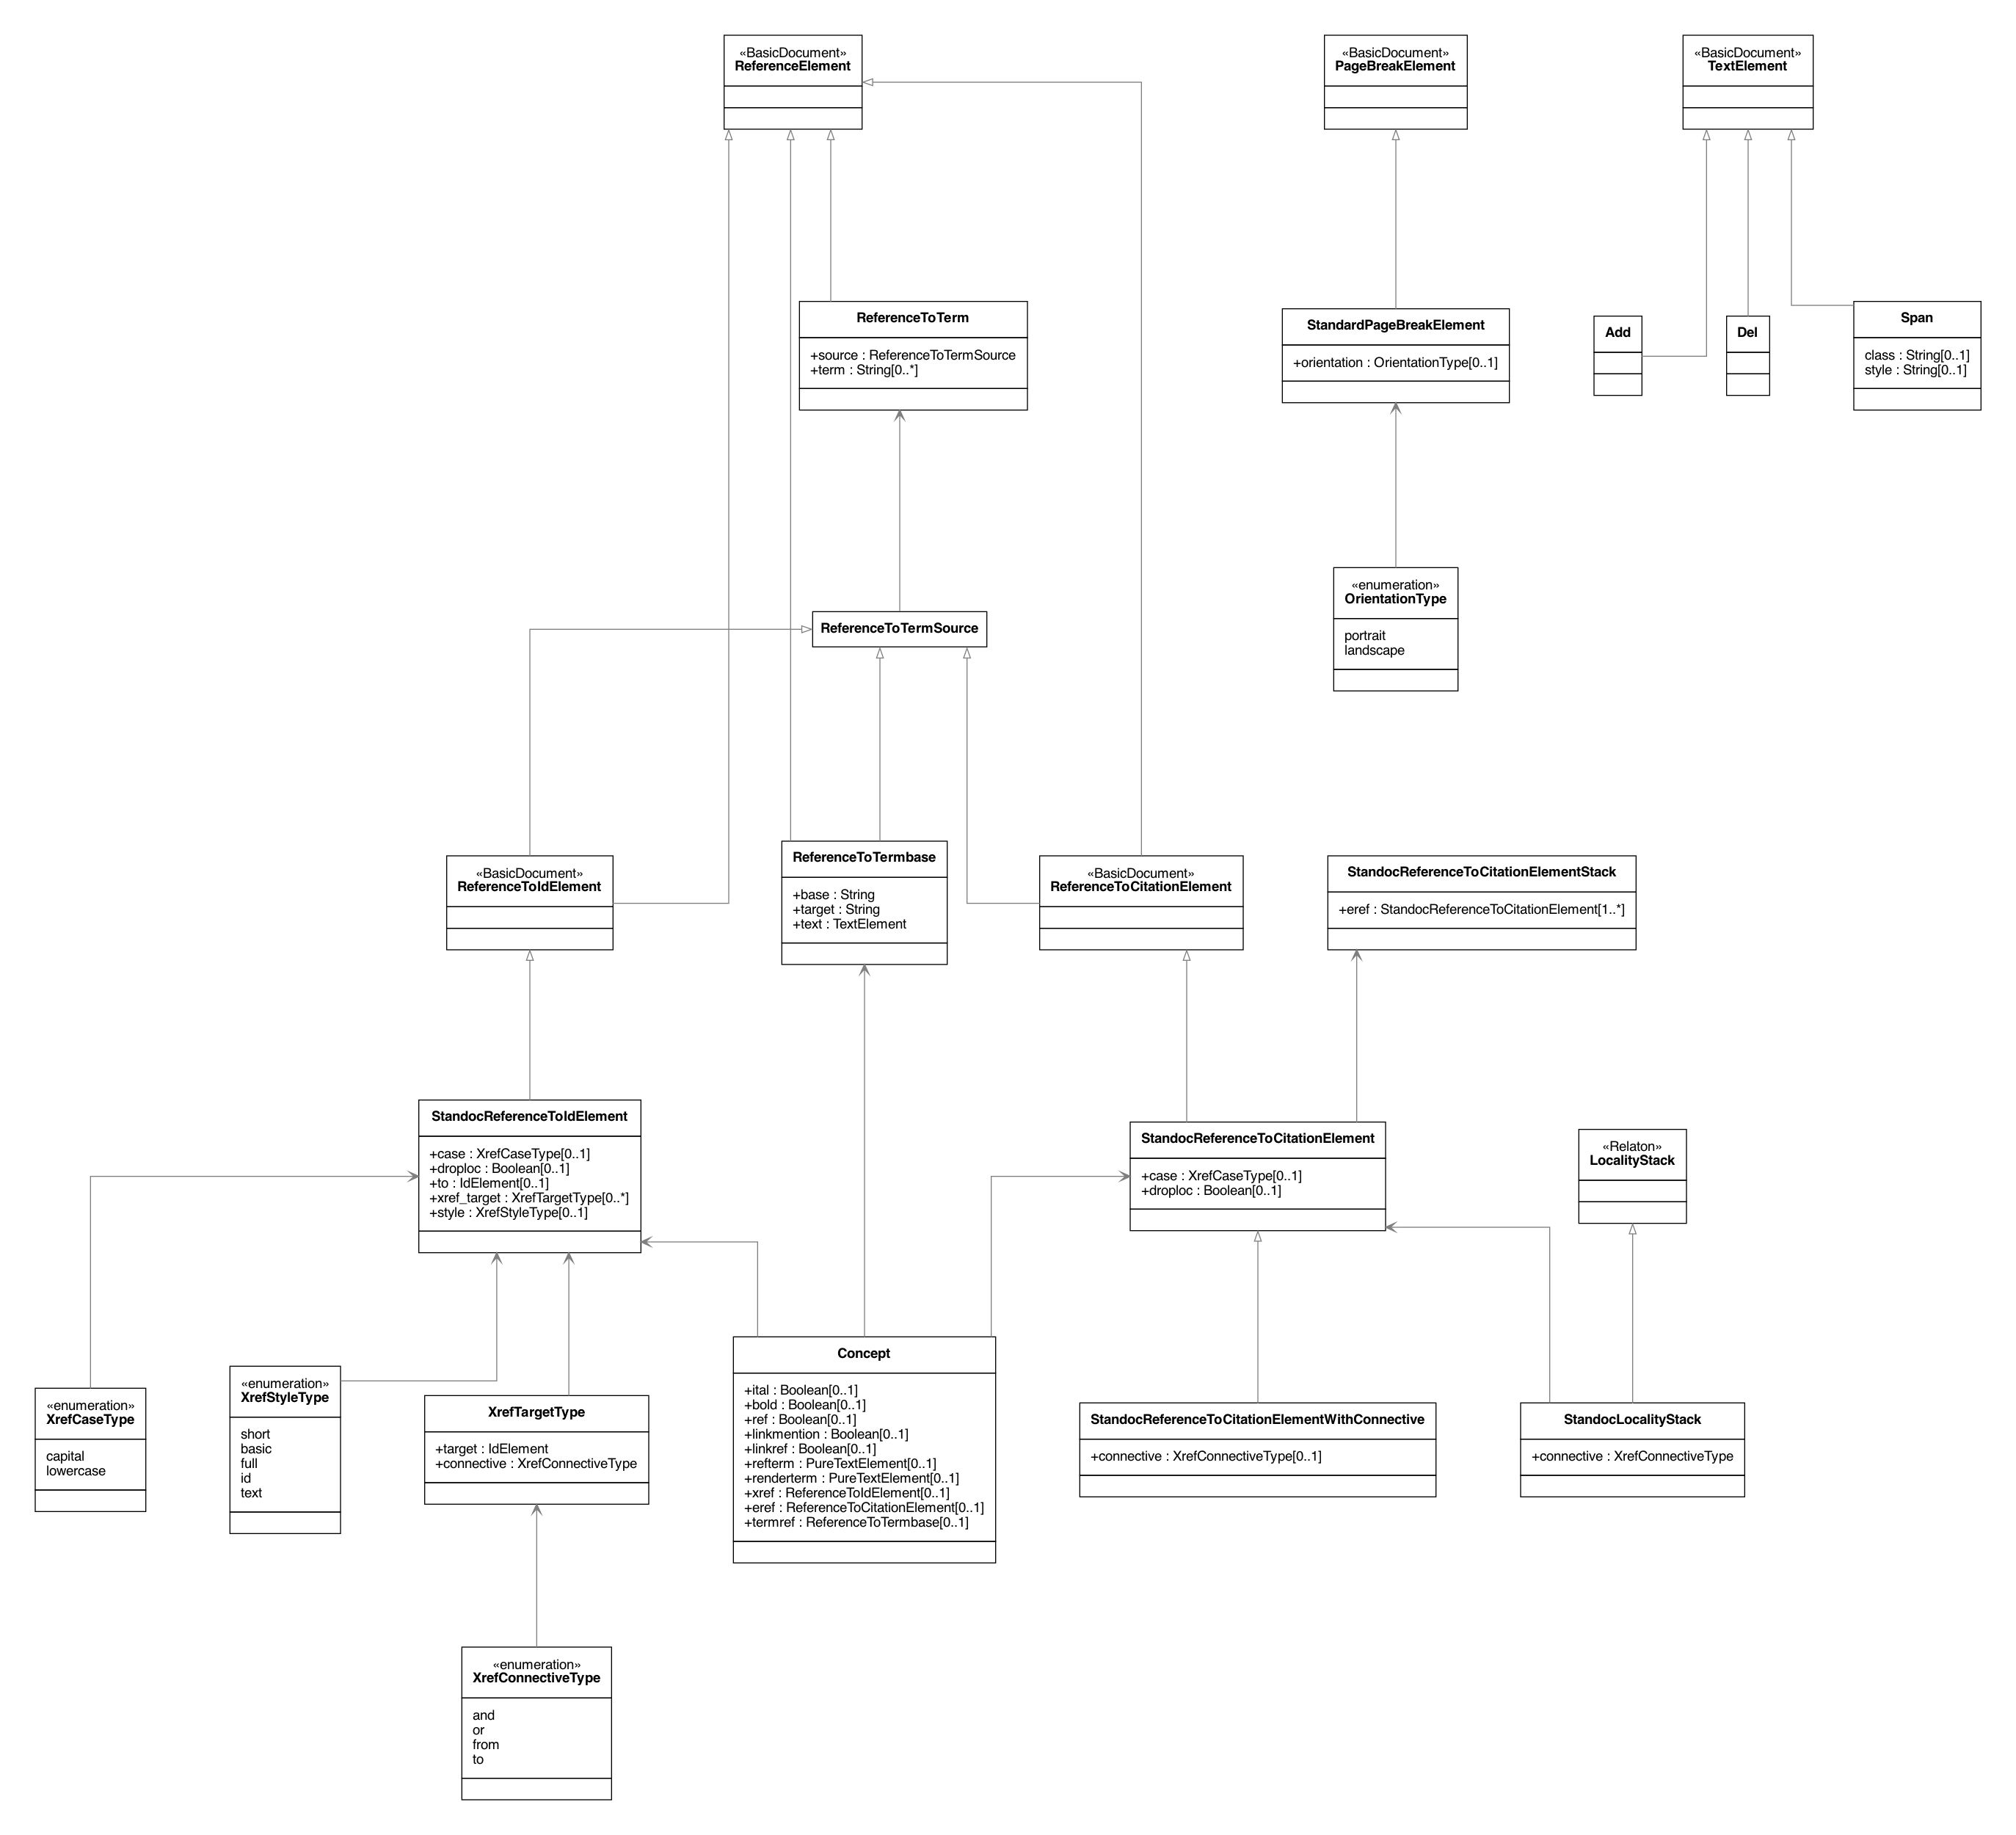 «BasicDocument»
ReferenceElement
«BasicDocument»
PageBreakElement
«BasicDocument»
TextElement
ReferenceToTerm
+source : ReferenceToTermSource
+term : String[0..*]
StandardPageBreakElement
+orientation : OrientationType[0..1]
Add
Del
Span
class : String[0..1]
style : String[0..1]
«enumeration»
OrientationType
portrait
landscape
ReferenceToTermSource
«BasicDocument»
ReferenceToIdElement
ReferenceToTermbase
+base : String
+target : String
+text : TextElement
«BasicDocument»
ReferenceToCitationElement
StandocReferenceToCitationElementStack
+eref : StandocReferenceToCitationElement[1..*]
StandocReferenceToIdElement
+case : XrefCaseType[0..1]
+droploc : Boolean[0..1]
+to : IdElement[0..1]
+xref_target : XrefTargetType[0..*]
+style : XrefStyleType[0..1]
StandocReferenceToCitationElement
+case : XrefCaseType[0..1]
+droploc : Boolean[0..1]
«Relaton»
LocalityStack
«enumeration»
XrefCaseType
capital
lowercase
«enumeration»
XrefStyleType
short
basic
full
id
text
XrefTargetType
+target : IdElement
+connective : XrefConnectiveType
Concept
+ital : Boolean[0..1]
+bold : Boolean[0..1]
+ref : Boolean[0..1]
+linkmention : Boolean[0..1]
+linkref : Boolean[0..1]
+refterm : PureTextElement[0..1]
+renderterm : PureTextElement[0..1]
+xref : ReferenceToIdElement[0..1]
+eref : ReferenceToCitationElement[0..1]
+termref : ReferenceToTermbase[0..1]
StandocReferenceToCitationElementWithConnective
+connective : XrefConnectiveType[0..1]
StandocLocalityStack
+connective : XrefConnectiveType
«enumeration»
XrefConnectiveType
and
or
from
to